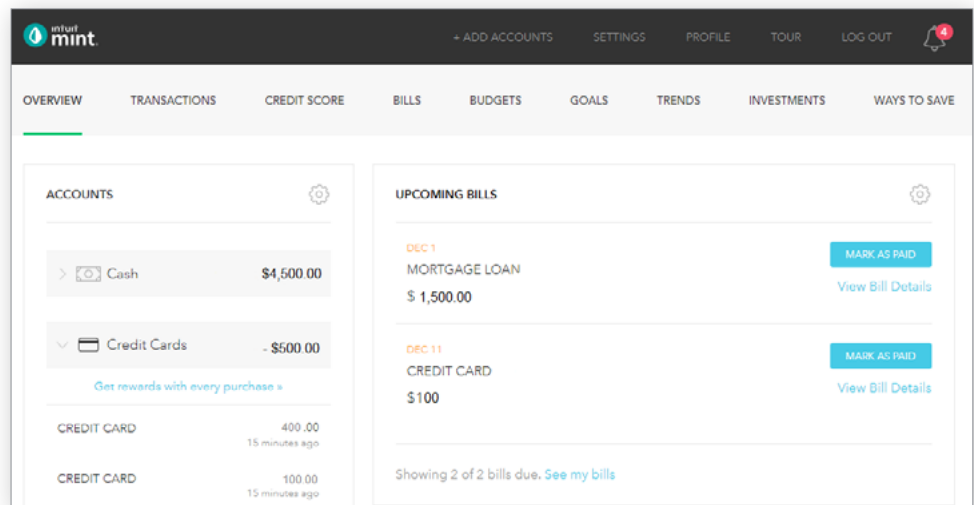 intuit
mint
+ ADD ACCOUNTS SETTINGS PROFILE TOUR LOG OUT 4
OVERVIEW TRANSACTIONS CREDIT SCORE BILLS BUDGETS GOALS TRENDS INVESTMENTS WAYS TO SAVE
ACCOUNTS
Cash $4,500.00
Credit Cards - $500.00
Get rewards with every purchase »
CREDIT CARD 400 .00
15 minutes ago
CREDIT CARD 100.00
15 minutes ago
UPCOMING BILLS
DEC 1
MORTGAGE LOAN
$ 1,500.00
MARK AS PAID
View Bill Details
DEC 11
CREDIT CARD
$100
MARK AS PAID
View Bill Details
Showing 2 of 2 bills due. See my bills